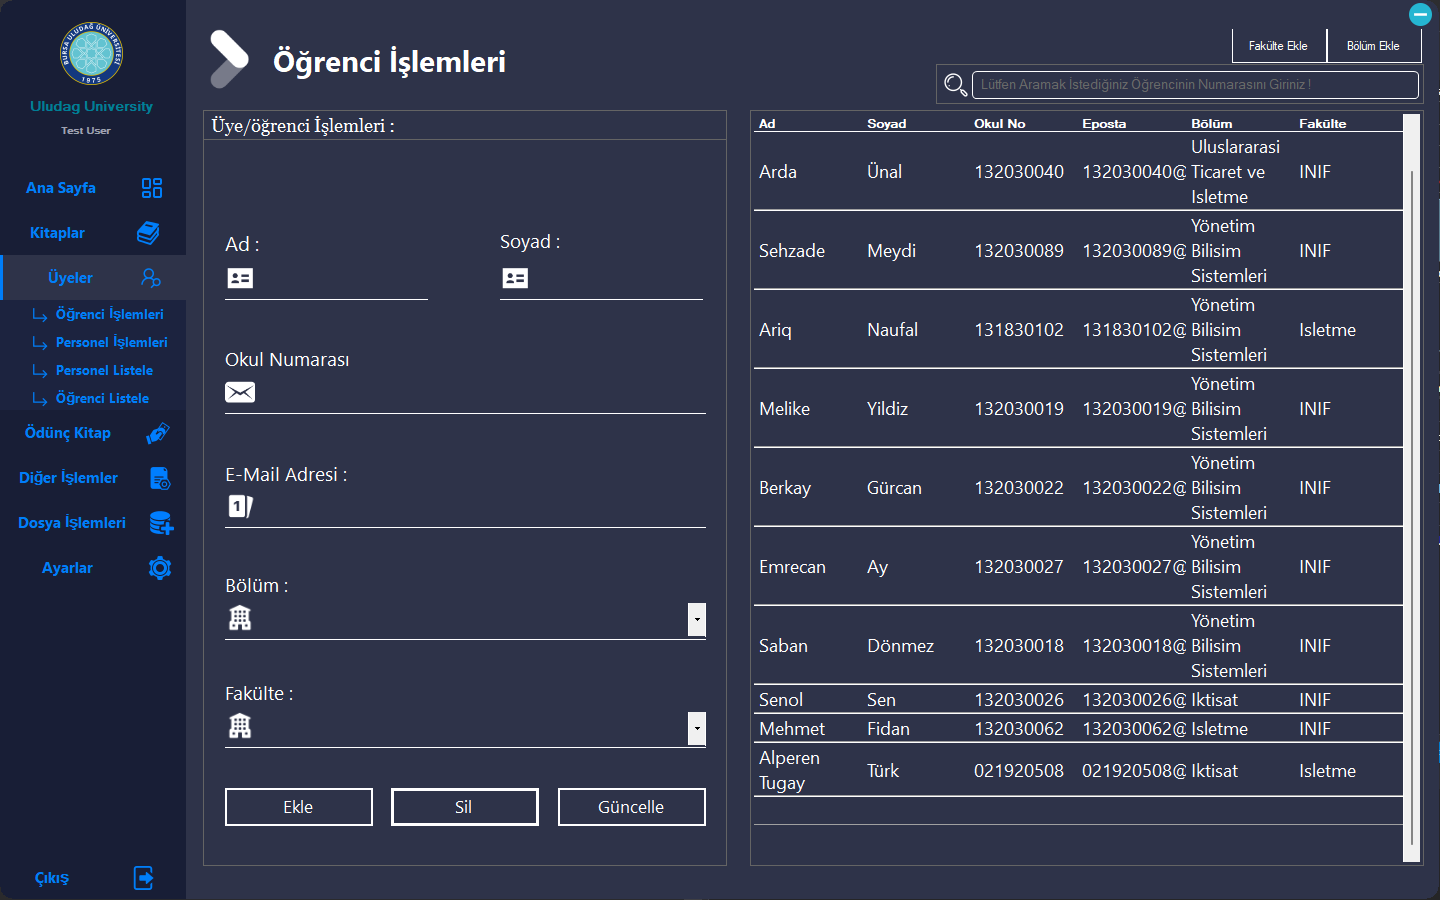 BURSA ULUDAĞ ÜNİVERSİTESİ
1975
Uludag University
Test User
Ana Sayfa
Kitaplar
Üyeler
Öğrenci İşlemleri
Personel İşlemleri
Personel Listele
Öğrenci Listele
Ödünç Kitap
Diğer İşlemler
Dosya İşlemleri
Ayarlar
Çıkış
Öğrenci İşlemleri
Fakülte Ekle
Bölüm Ekle
Lütfen Aramak İstediğiniz Öğrencinin Numarasını Giriniz !
Üye/öğrenci İşlemleri :
Ad :
Soyad :
Okul Numarası
E-Mail Adresi :
1
Bölüm :
Fakülte :
Ekle
Sil
Güncelle
Ad Soyad Okul No Eposta Bölüm Fakülte
Arda Ünal 132030040 132030040@ Uluslararasi Ticaret ve Isletme INIF
Sehzade Meydi 132030089 132030089@ Yönetim Bilisim Sistemleri INIF
Ariq Naufal 131830102 131830102@ Yönetim Bilisim Sistemleri Isletme
Melike Yildiz 132030019 132030019@ Yönetim Bilisim Sistemleri INIF
Berkay Gürcan 132030022 132030022@ Yönetim Bilisim Sistemleri INIF
Emrecan Ay 132030027 132030027@ Yönetim Bilisim Sistemleri INIF
Saban Dönmez 132030018 132030018@ Yönetim Bilisim Sistemleri INIF
Senol Sen 132030026 132030026@ Iktisat INIF
Mehmet Fidan 132030062 132030062@ Isletme INIF
Alperen Tugay Türk 021920508 021920508@ Iktisat Isletme